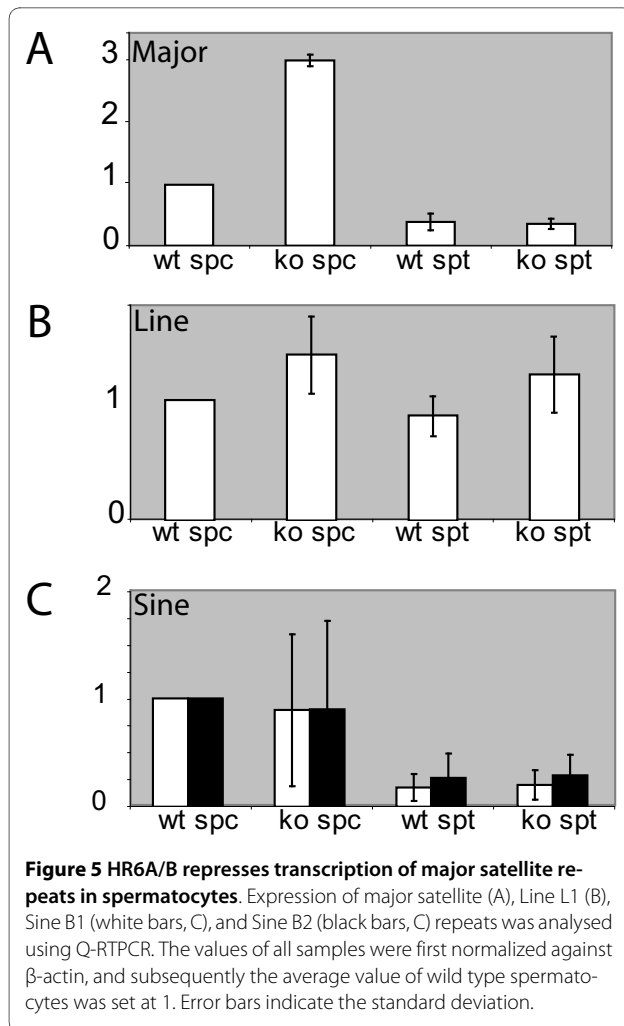 A
Major
3
2
1
0
wt spc ko spc wt spt ko spt
B
Line
1
0
wt spc ko spc wt spt ko spt
C
Sine
2
1
0
wt spc ko spc wt spt ko spt
Figure 5 HR6A/B represses transcription of major satellite re-
peats in spermatocytes. Expression of major satellite (A), Line L1 (B),
Sine B1 (white bars, C), and Sine B2 (black bars, C) repeats was analysed
using Q-RTPCR. The values of all samples were first normalized against
β-actin, and subsequently the average value of wild type spermato-
cytes was set at 1. Error bars indicate the standard deviation.